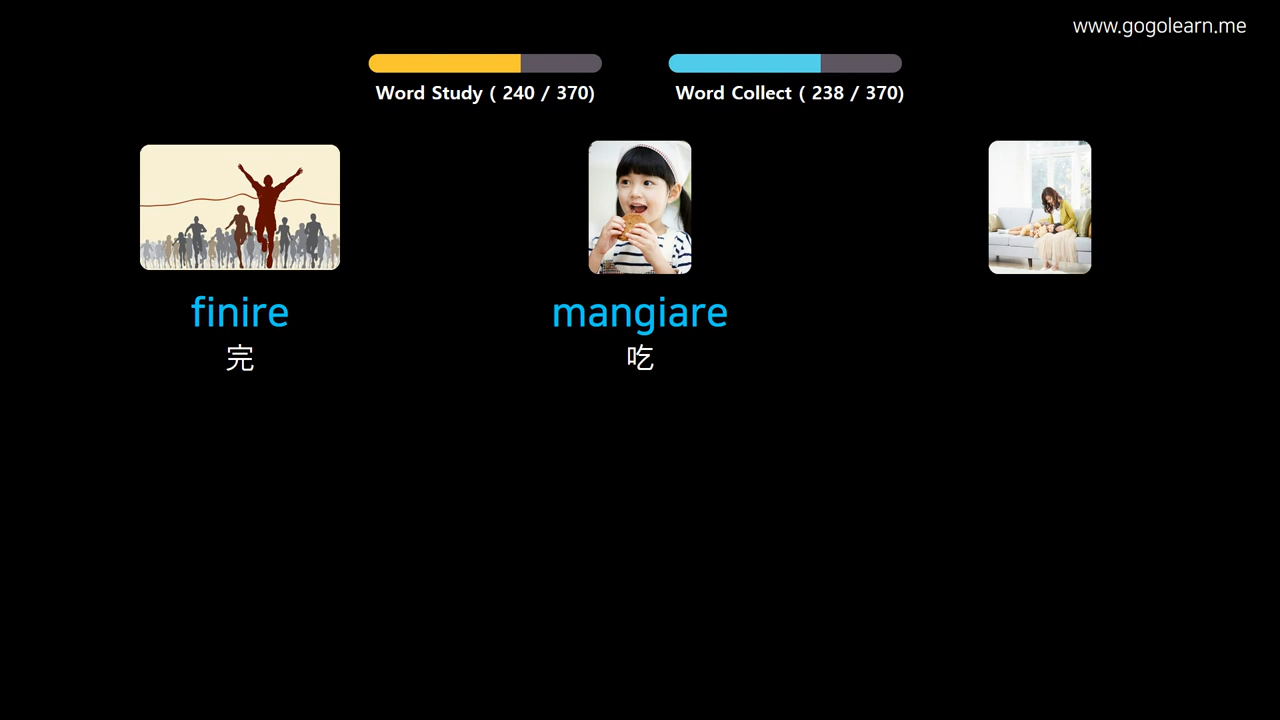 www.gogolearn.me
Word Study ( 240 / 370)
Word Collect ( 238 / 370)
finire
完
mangiare
吃